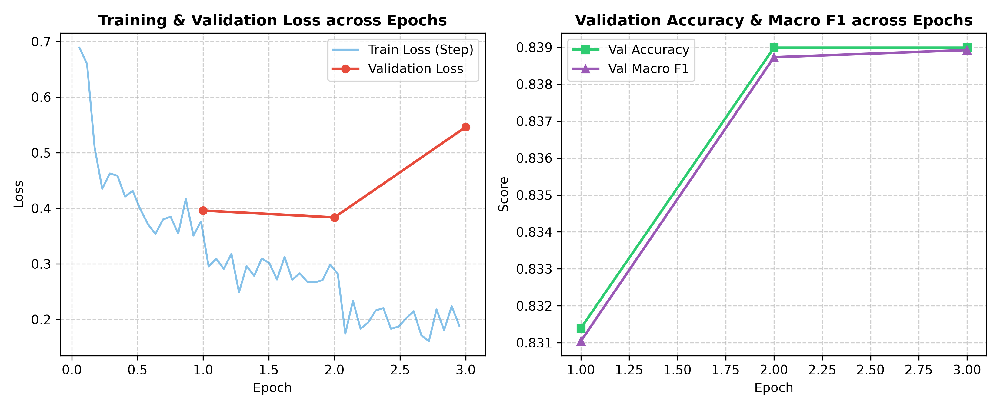 Training & Validation Loss across Epochs
0.7
0.6
0.5
0.4
0.3
0.2
Loss
Train Loss (Step)
Validation Loss
0.0 0.5 1.0 1.5 2.0 2.5 3.0
Epoch
Validation Accuracy & Macro F1 across Epochs
0.839
0.838
0.837
0.836
0.835
0.834
0.833
0.832
0.831
Score
Val Accuracy
Val Macro F1
1.00 1.25 1.50 1.75 2.00 2.25 2.50 2.75 3.00
Epoch